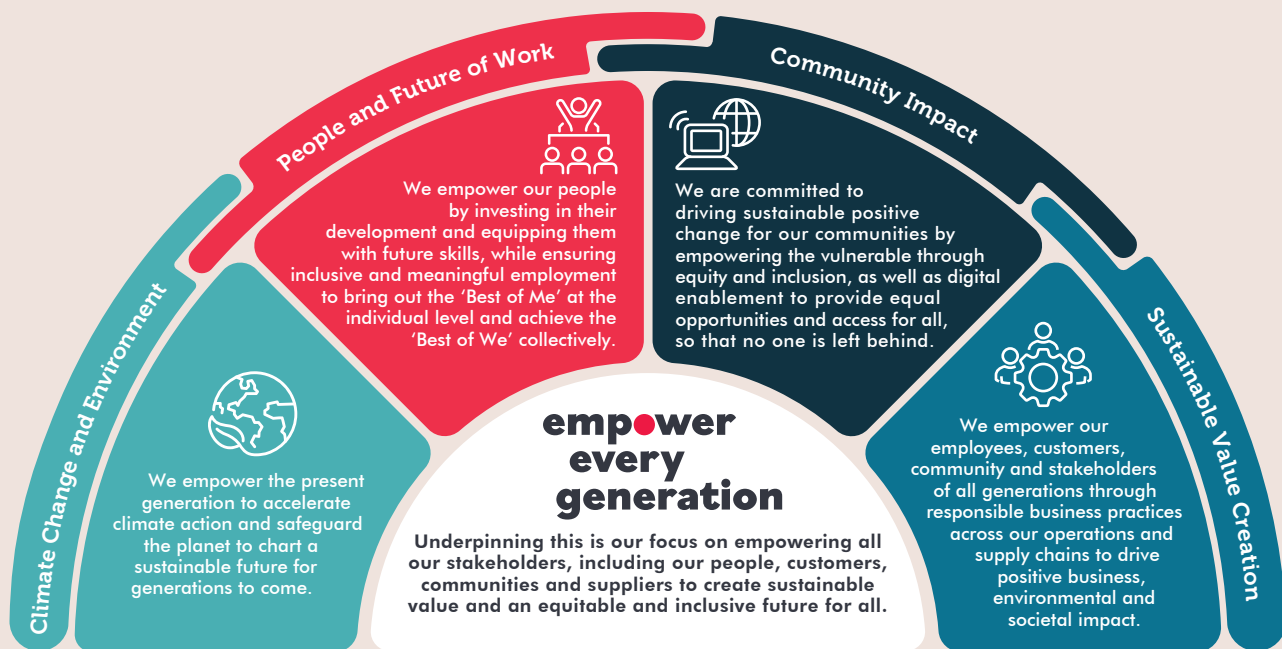 Climate Change and Environment
We empower the present
generation to accelerate
climate action and safeguard
the planet to chart a
sustainable future for
generations to come.
People and Future of Work
We empower our people
by investing in their
development and equipping them
with future skills, while ensuring
inclusive and meaningful employment
to bring out the ‘Best of Me’ at the
individual level and achieve the
‘Best of We’ collectively.
Community Impact
We are committed to
driving sustainable positive
change for our communities by
empowering the vulnerable through
equity and inclusion, as well as digital
enablement to provide equal
opportunities and access for all,
so that no one is left behind.
Sustainable Value Creation
We empower our
employees, customers,
community and stakeholders
of all generations through
responsible business practices
across our operations and
supply chains to drive
positive business,
environmental and
societal impact.
empower
every
generation
Underpinning this is our focus on empowering all
our stakeholders, including our people, customers,
communities and suppliers to create sustainable
value and an equitable and inclusive future for all.